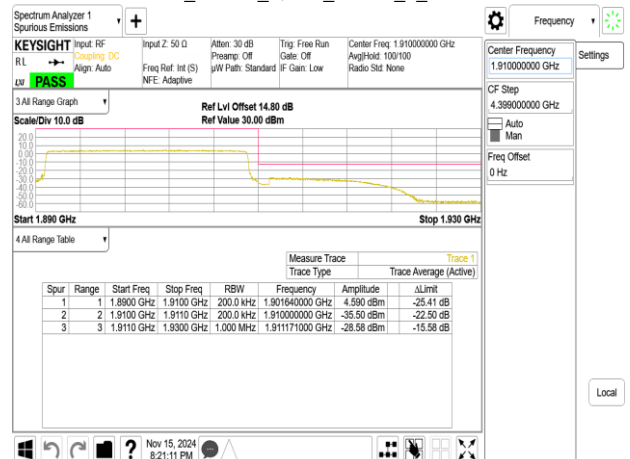 Spectrum Analyzer 1
Spurious Emissions
Frequency
KEYSIGHT
RL
LXI PASS
Input: RF
Coupling: DC
Align: Auto
Input Z: 50 Ω
Freq Ref: Int (S)
NFE: Adaptive
Atten: 30 dB
Preamp: Off
µW Path: Standard
Trig: Free Run
Gate: Off
IF Gain: Low
Center Freq: 1.910000000 GHz
Avg|Hold: 100/100
Radio Std: None
Center Frequency
1.910000000 GHz
Settings
CF Step
4.399000000 GHz
Auto
Man
Freq Offset
0 Hz
3 All Range Graph
Scale/Div 10.0 dB
Ref Lvl Offset 14.80 dB
Ref Value 30.00 dBm
20.0
10.0
0.00
-10.0
-20.0
-30.0
-40.0
-50.0
-60.0
Start 1.890 GHz
Stop 1.930 GHz
4 All Range Table
Measure Trace Trace 1
Trace Type Trace Average (Active)
Spur Range Start Freq Stop Freq RBW Frequency Amplitude ΔLimit
1 1 1.8900 GHz 1.9100 GHz 200.0 kHz 1.901640000 GHz 4.590 dBm -25.41 dB
2 2 1.9100 GHz 1.9110 GHz 200.0 kHz 1.910000000 GHz -35.50 dBm -22.50 dB
3 3 1.9110 GHz 1.9300 GHz 1.000 MHz 1.911171000 GHz -28.58 dBm -15.58 dB
Local
?
Nov 15, 2024
8:21:11 PM